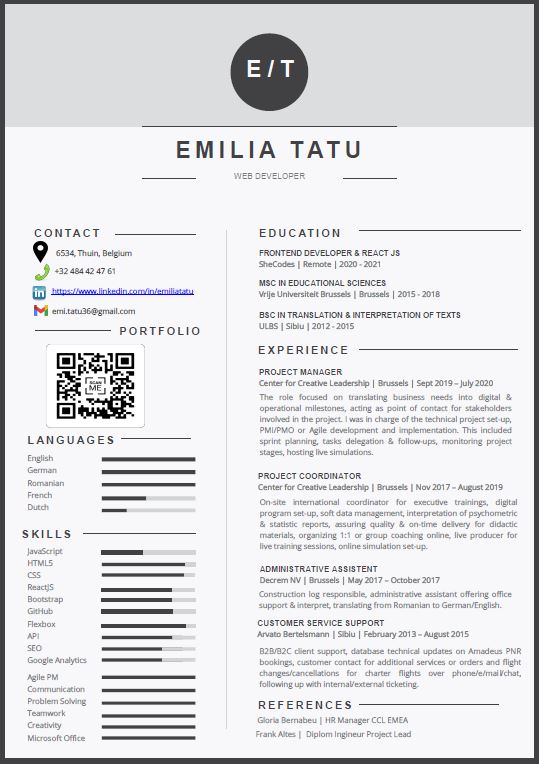 E / T
EMILIA TATU
WEB DEVELOPER
CONTACT
6534, Thuin, Belgium
+32 484 42 47 61
https://www.linkedin.com/in/emiliatatu
emi.tatu36@gmail.com
PORTFOLIO
SCAN
ME
LANGUAGES
English
German
Romanian
French
Dutch
SKILLS
JavaScript
HTML5
CSS
ReactJS
Bootstrap
GitHub
Flexbox
API
SEO
Google Analytics
Agile PM
Communication
Problem Solving
Teamwork
Creativity
Microsoft Office
EDUCATION
FRONTEND DEVELOPER & REACT JS
SheCodes | Remote | 2020 - 2021
MSC IN EDUCATIONAL SCIENCES
Vrije Universiteit Brussel | Brussels | 2015 - 2018
BSC IN TRANSLATION & INTERPRETATION OF TEXTS
ULBS | Sibiu | 2012 - 2015
EXPERIENCE
PROJECT MANAGER
Center for Creative Leadership | Brussels | Sept 2019 – July 2020
The role focused on translating business needs into digital &
operational milestones, acting as point of contact for stakeholders
involved in the project. I was in charge of the technical project set-up,
PMI/PMO or Agile development and implementation. This included
sprint planning, tasks delegation & follow-ups, monitoring project
stages, hosting live simulations.
PROJECT COORDINATOR
Center for Creative Leadership | Brussels | Nov 2017 – August 2019
On-site international coordinator for executive trainings, digital
program set-up, soft data management, interpretation of psychometric
& statistic reports, assuring quality & on-time delivery for didactic
materials, organizing 1:1 or group coaching online, live producer for
live training sessions, online simulation set-up.
ADMINISTRATIVE ASSISTENT
Decrem NV | Brussels | May 2017 – October 2017
Construction log responsible, administrative assistant offering office
support & interpret, translating from Romanian to German/English.
CUSTOMER SERVICE SUPPORT
Arvato Bertelsmann | Sibiu | February 2013 – August 2015
B2B/B2C client support, database technical updates on Amadeus PNR
bookings, customer contact for additional services or orders and flight
changes/cancellations for charter flights over phone/e/mail/chat,
following up with internal/external ticketing.
REFERENCES
Gloria Bernabeu | HR Manager CCL EMEA
Frank Altes | Diplom Ingineur Project Lead